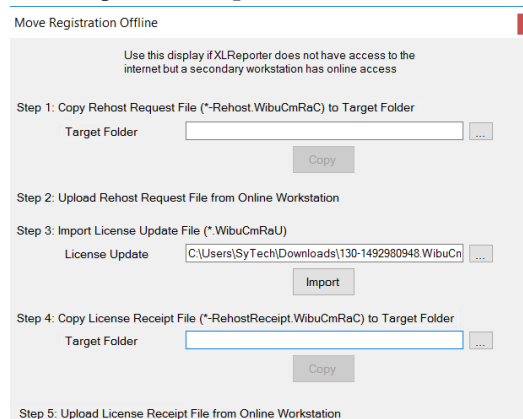 Move Registration Offline
Use this display if XLReporter does not have access to the
internet but a secondary workstation has online access
Step 1: Copy Rehost Request File (*-Rehost.WibuCmRaC) to Target Folder
Target Folder
...
Copy
Step 2: Upload Rehost Request File from Online Workstation
Step 3: Import License Update File (*.WibuCmRaU)
License Update C:\Users\SyTech\Downloads\130-1492980948.WibuCn ...
Import
Step 4: Copy License Receipt File (*-RehostReceipt.WibuCmRaC) to Target Folder
Target Folder
...
Copy
Step 5: Upload License Receipt File from Online Workstation